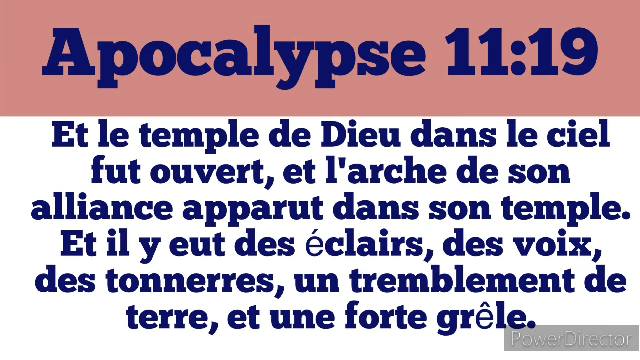 Apocalypse 11:19
Et le temple de Dieu dans le ciel
fut ouvert, et l'arche de son
alliance apparut dans son temple.
Et il y eut des éclairs, des voix,
des tonnerres, un tremblement de
terre, et une forte grêle.
PowerDirector